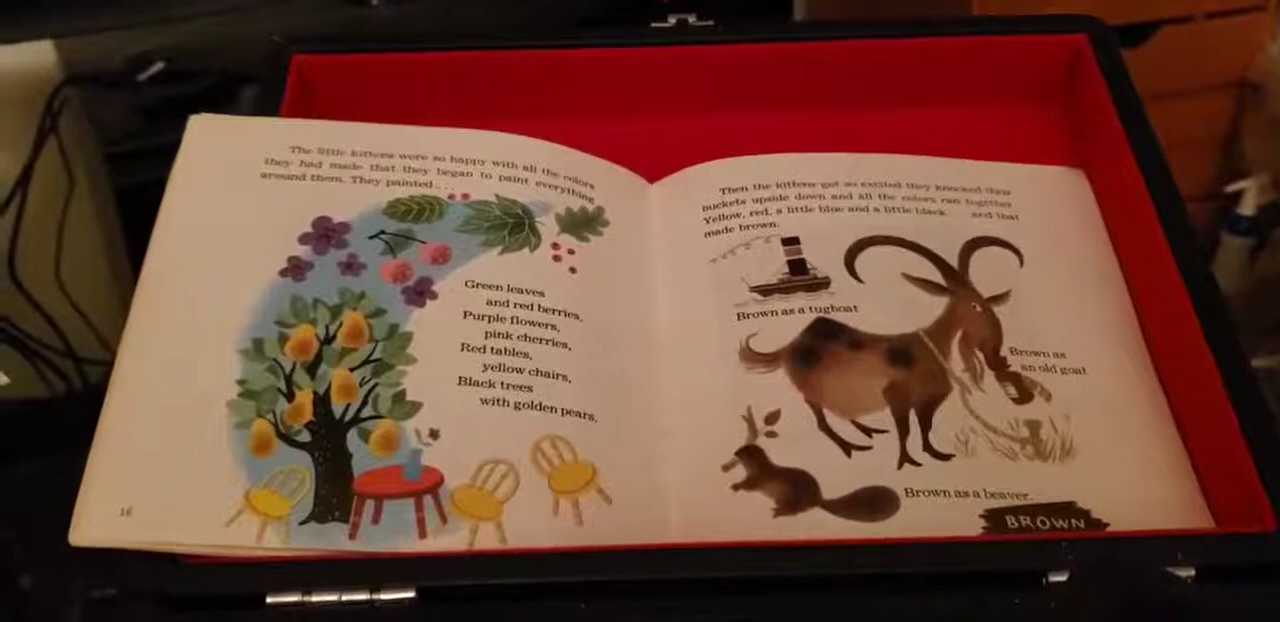 The little kittens were so happy with all the colors
they had made that they began to paint everything
around them. They painted . . .
Green leaves
and red berries,
Purple flowers,
pink cherries,
Red tables,
yellow chairs,
Black trees
with golden pears.
16
Then the kittens got so excited they knocked their
buckets upside down and all the colors ran together
Yellow, red, a little blue and a little black and that
made brown.
Brown as a tugboat
Brown as
an old goat
Brown as a beaver.
BROWN